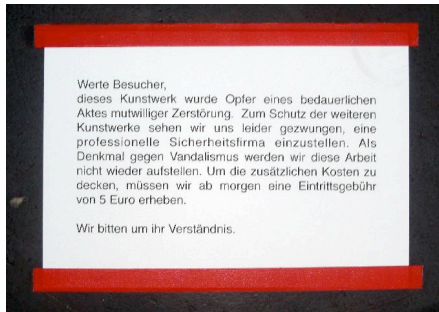 Werte Besucher,
dieses Kunstwerk wurde Opfer eines bedauerlichen
Aktes mutwilliger Zerstörung. Zum Schutz der weiteren
Kunstwerke sehen wir uns leider gezwungen, eine
professionelle Sicherheitsfirma einzustellen. Als
Denkmal gegen Vandalismus werden wir diese Arbeit
nicht wieder aufstellen. Um die zusätzlichen Kosten zu
decken, müssen wir ab morgen eine Eintrittsgebühr
von 5 Euro erheben.
Wir bitten um ihr Verständnis.